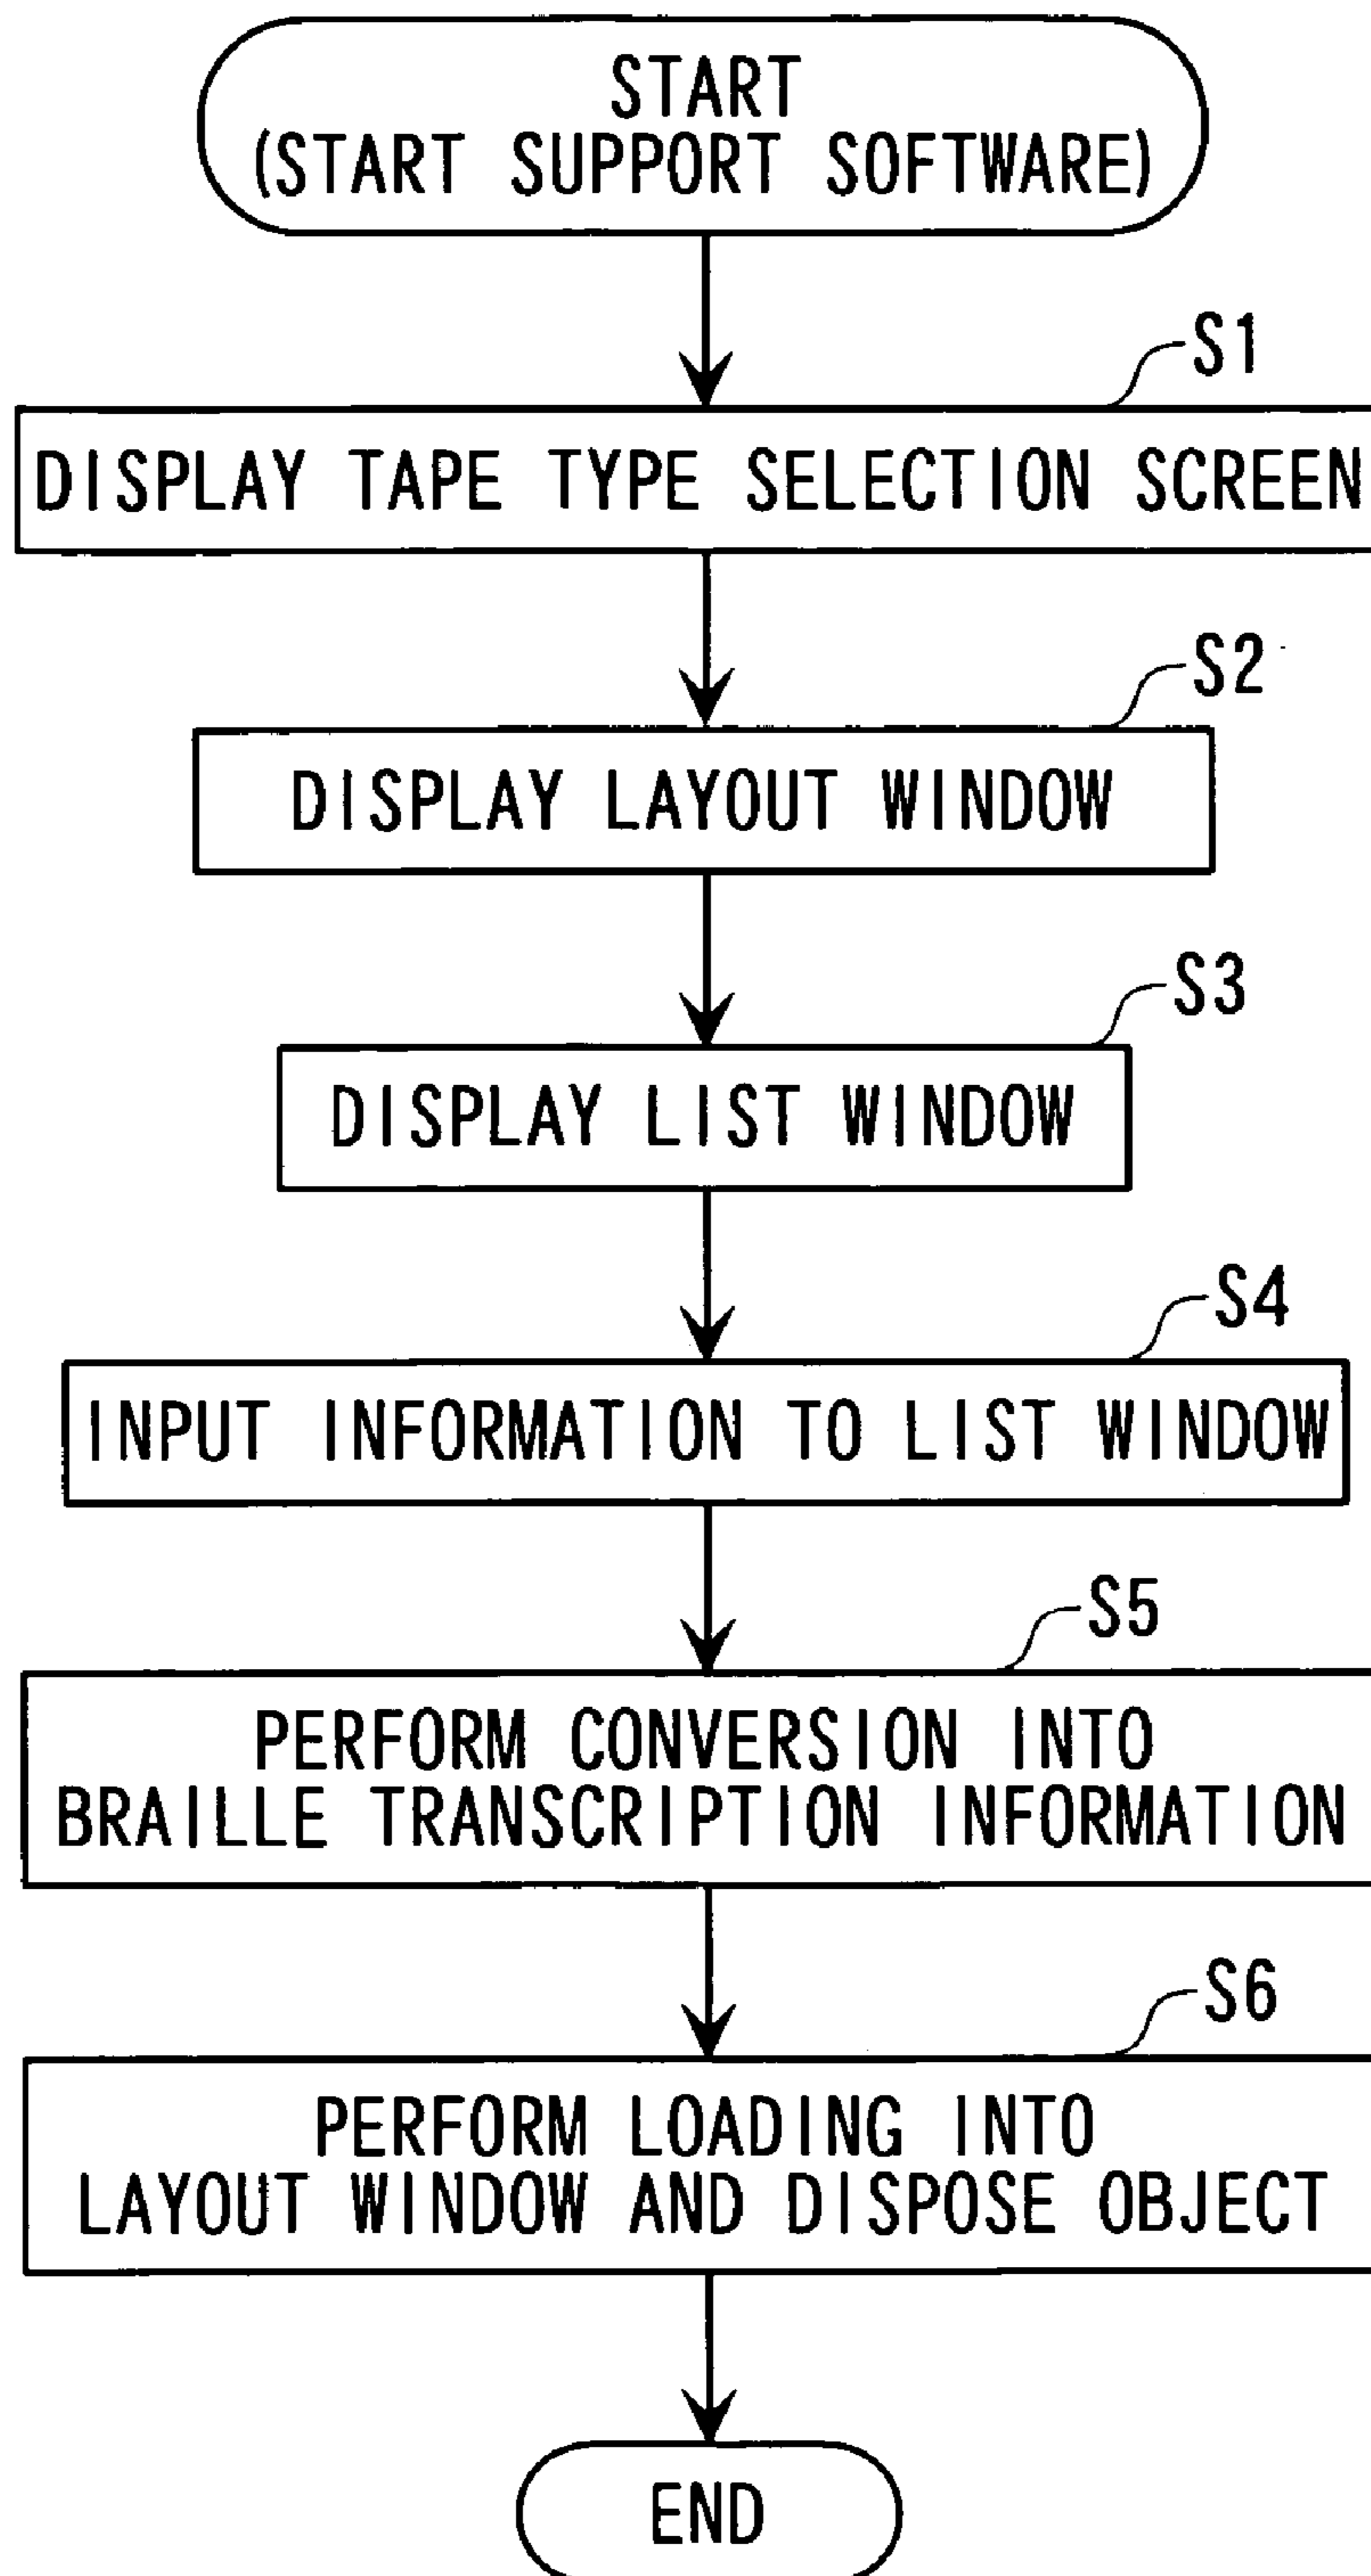 START
(START SUPPORT SOFTWARE)
S1
DISPLAY TAPE TYPE SELECTION SCREEN
S2
DISPLAY LAYOUT WINDOW
S3
DISPLAY LIST WINDOW
S4
INPUT INFORMATION TO LIST WINDOW
S5
PERFORM CONVERSION INTO
BRAILLE TRANSCRIPTION INFORMATION
S6
PERFORM LOADING INTO
LAYOUT WINDOW AND DISPOSE OBJECT
END